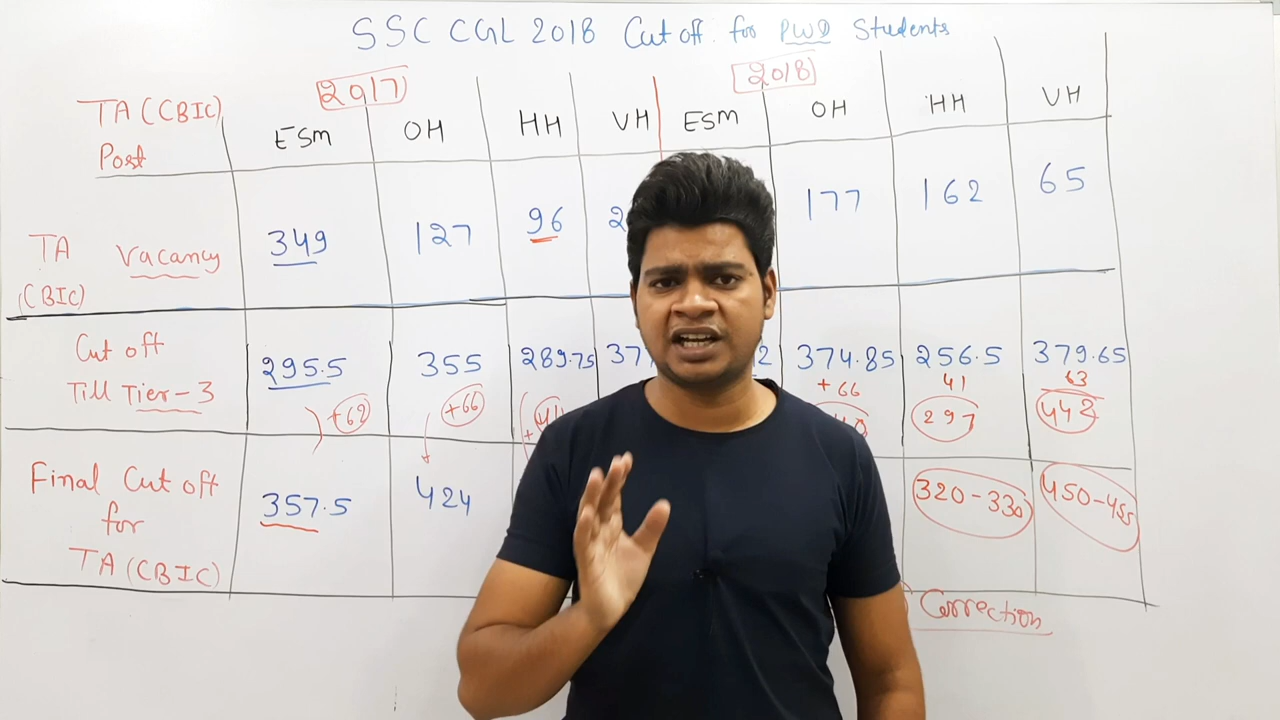 SSC CGL 2018 Cut off for PWD Students
2017 2018
TA (CBIC) Post ESM OH HH VH ESM OH HH VH
TA (CBIC) Vacancy 349 127 96 177 162 65
Cut off Till Tier-3 295.5 355 289.75 374.85 256.5 379.65
+62 +66 +66 41 63
297 442
Final Cut off for TA (CBIC) 357.5 424 320-330 450-455
Correction